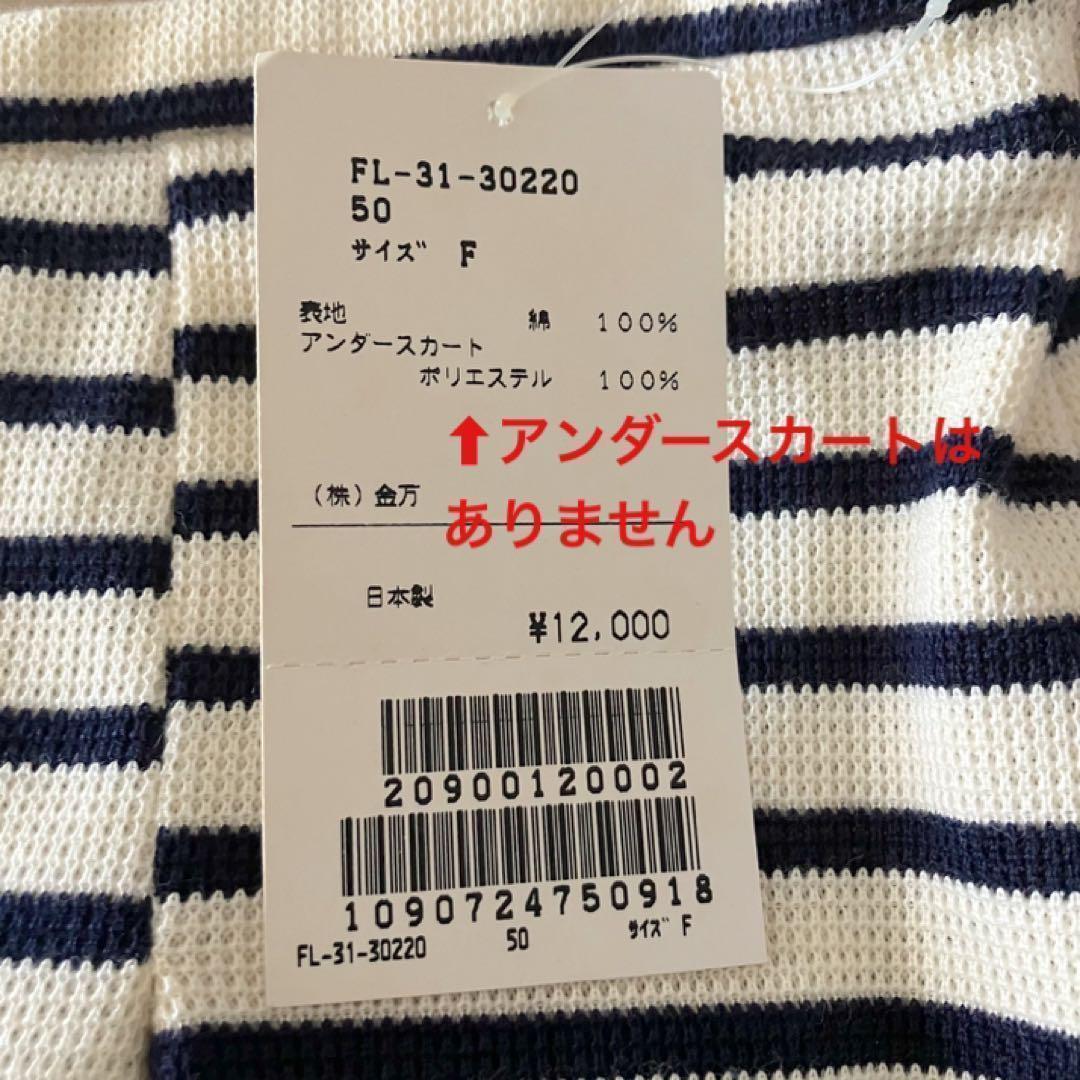 FL-31-30220
50
サイズ F
表地 綿 100%
アンダースカート
ポリエステル 100%
⬆アンダースカートは
ありません
(株)金万
日本製
¥12,000
20900120002
1090724750918
FL-31-30220 50 サイズ F